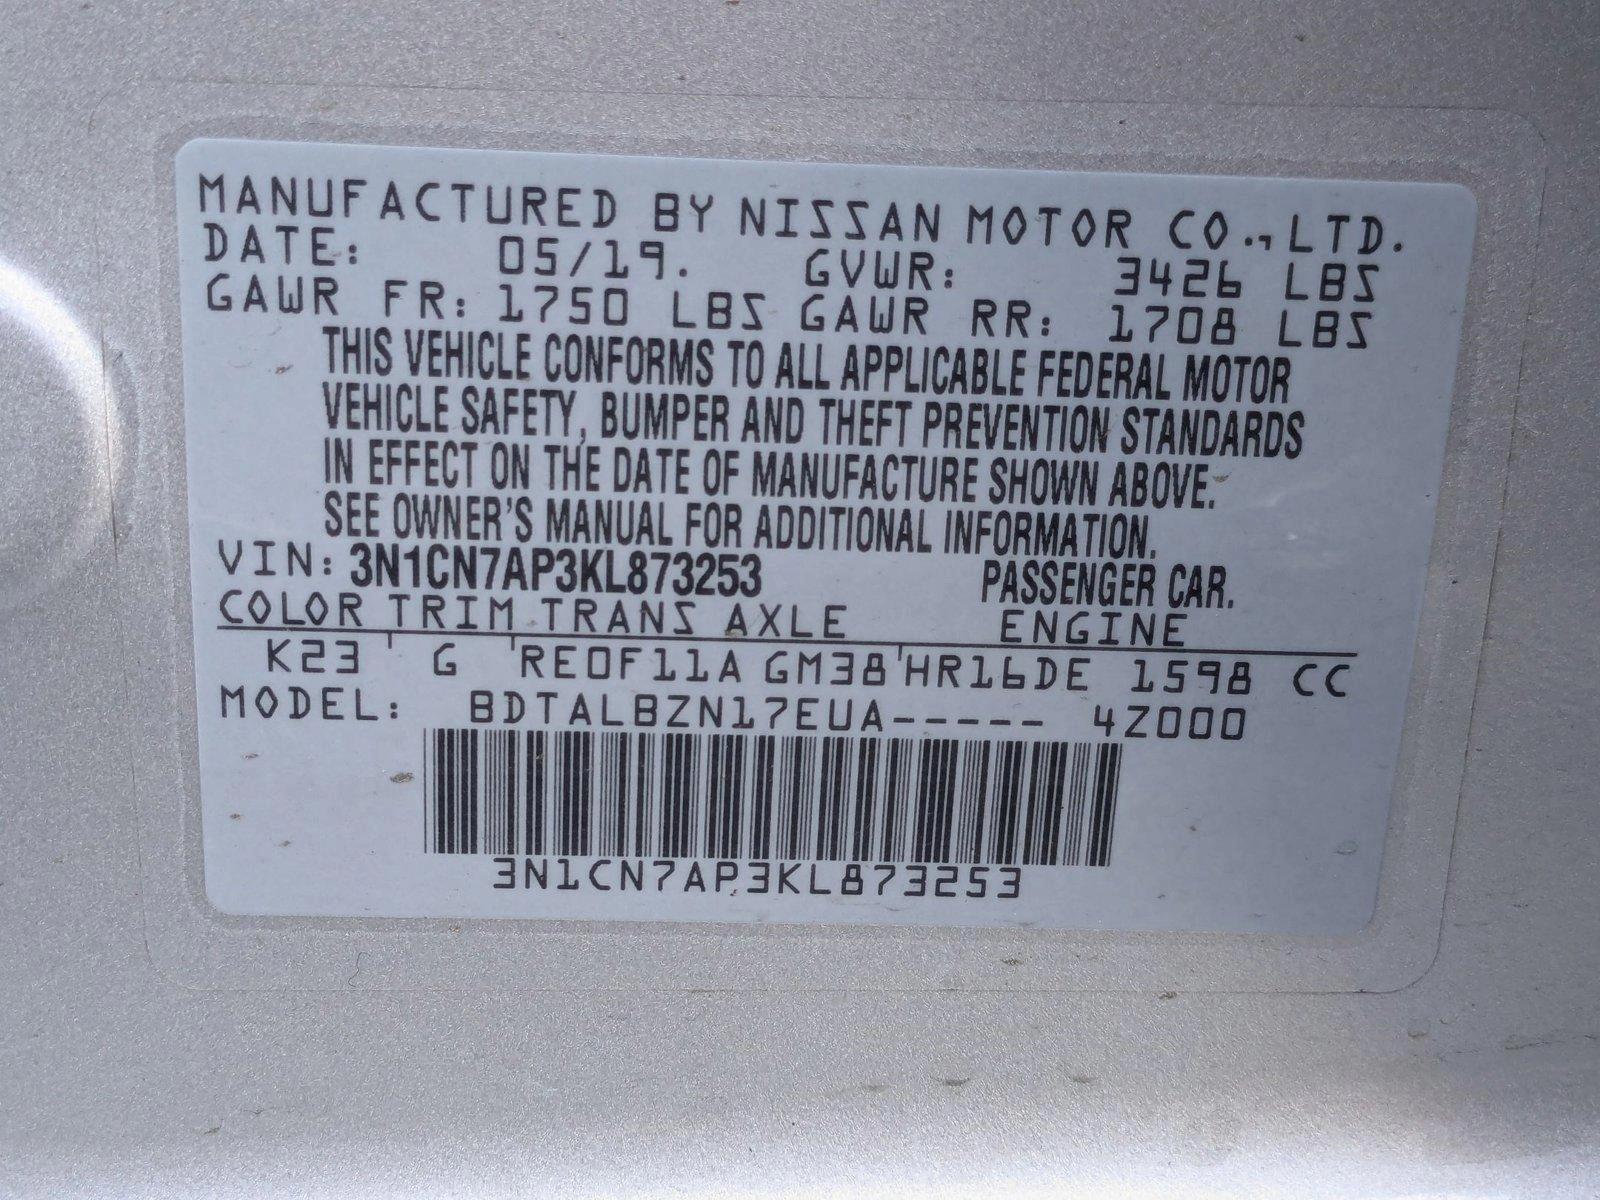 MANUFACTURED BY NISSAN MOTOR CO., LTD.
DATE: 05/19. GVWR: 3426 LBS
GAWR FR: 1750 LBS GAWR RR: 1708 LBS
THIS VEHICLE CONFORMS TO ALL APPLICABLE FEDERAL MOTOR
VEHICLE SAFETY, BUMPER AND THEFT PREVENTION STANDARDS
IN EFFECT ON THE DATE OF MANUFACTURE SHOWN ABOVE.
SEE OWNER'S MANUAL FOR ADDITIONAL INFORMATION.
VIN: 3N1CN7AP3KL873253 PASSENGER CAR.
COLOR TRIM TRANS AXLE ENGINE
K23 G RE0F11A GM38 HR16DE 1598 CC
MODEL: BDTALBZN17EUA----- 4Z000
3N1CN7AP3KL873253